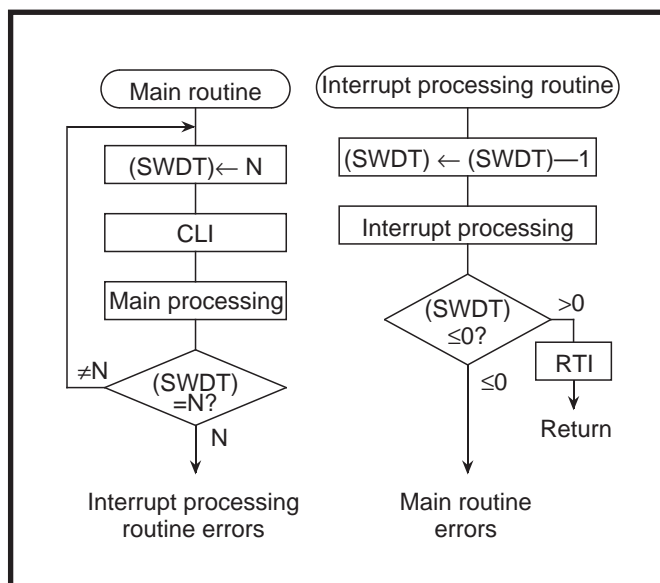 Main routine
(SWDT)← N
CLI
Main processing
≠N
(SWDT)
=N?
N
Interrupt processing
routine errors
Interrupt processing routine
(SWDT) ← (SWDT)—1
Interrupt processing
>0
(SWDT)
≤0?
≤0
RTI
Return
Main routine
errors